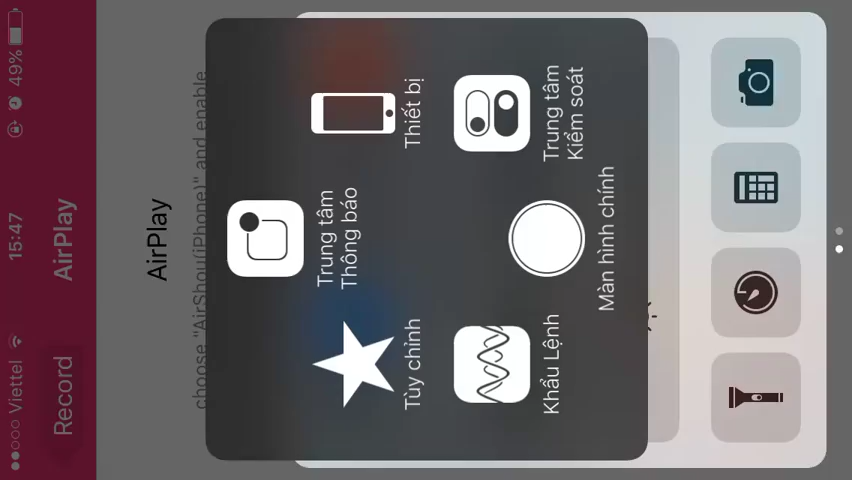 Viettel
15:47
49%
Record
AirPlay
AirPlay
choose "AirShou(iPhone)" and enable
Trung tâm
Thông báo
Tùy chỉnh
Thiết bị
Khẩu Lệnh
Trung tâm
Kiểm soát
Màn hình chính